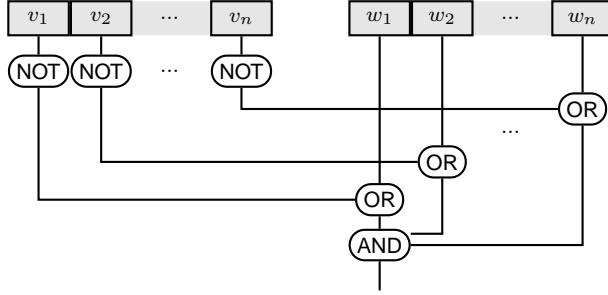 v₁ v₂ ... vₙ w₁ w₂ ... wₙ
NOT NOT ... NOT
OR
...
OR
OR
AND